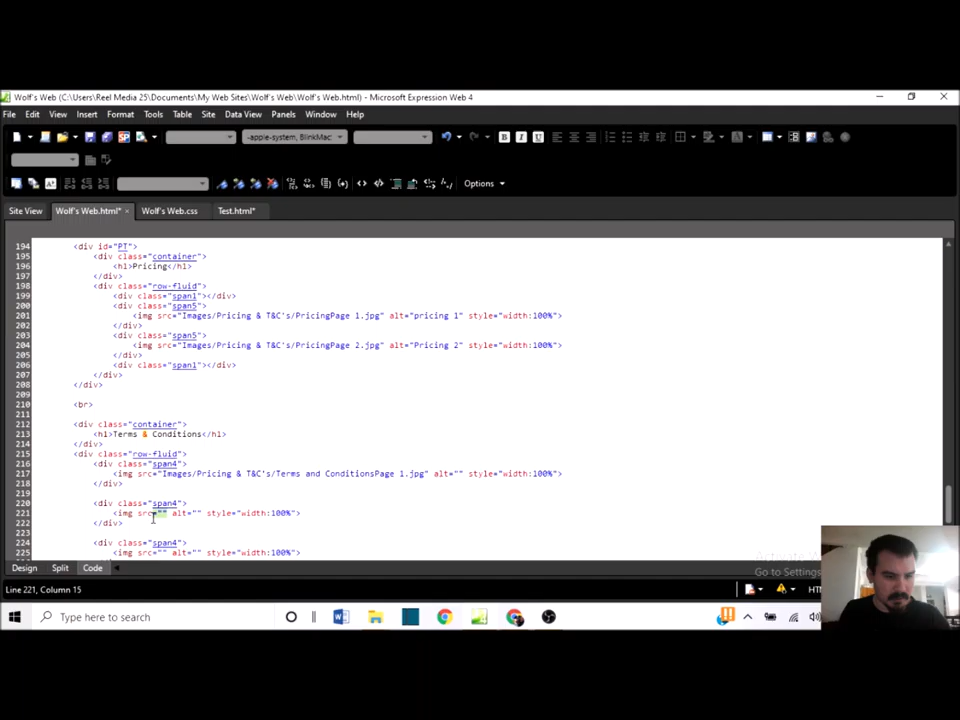 Wolf's Web (C:\Users\Reel Media 25\Documents\My Web Sites\Wolf's Web\Wolf's Web.html) - Microsoft Expression Web 4
File Edit View Insert Format Tools Table Site Data View Panels Window Help
-apple-system, BlinkMac: B I U
Options
Site View Wolf's Web.html* × Wolf's Web.css Test.html*
194 <div id="PT">
195 <div class="container">
196 <h1>Pricing</h1>
197 </div>
198 <div class="row-fluid">
199 <div class="span1"></div>
200 <div class="span5">
201 <img src="Images/Pricing & T&C's/PricingPage 1.jpg" alt="pricing 1" style="width:100%">
202 </div>
203 <div class="span5">
204 <img src="Images/Pricing & T&C's/PricingPage 2.jpg" alt="Pricing 2" style="width:100%">
205 </div>
206 <div class="span1"></div>
207 </div>
208 </div>
209
210 <br>
211
212 <div class="container">
213 <h1>Terms & Conditions</h1>
214 </div>
215 <div class="row-fluid">
216 <div class="span4">
217 <img src="Images/Pricing & T&C's/Terms and ConditionsPage 1.jpg" alt="" style="width:100%">
218 </div>
219
220 <div class="span4">
221 <img src="" alt="" style="width:100%">
222 </div>
223
224 <div class="span4">
225 <img src="" alt="" style="width:100%">
Go to Settings
Design Split Code
Line 221, Column 15
Type here to search